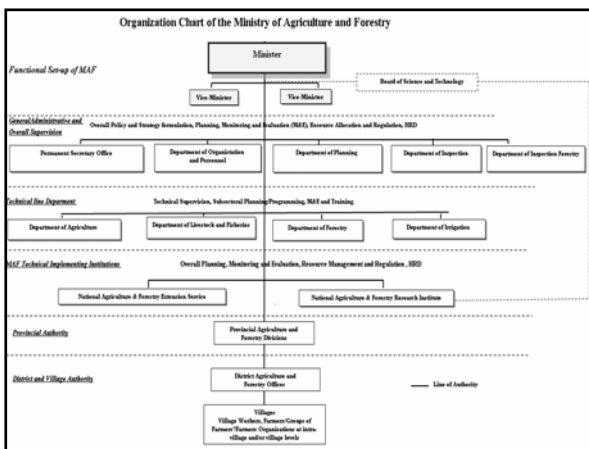 Organization Chart of the Ministry of Agriculture and Forestry
Minister
Functional Set-up of MAF
Board of Science and Technology
Vice-Minister
Vice-Minister
General Administrative and
Overall Supervision
Overall Policy and Strategy formulation, Planning, Monitoring and Evaluation (M&E), Resource Allocation and Regulation, HRD
Permanent Secretary Office
Department of Organization
and Personnel
Department of Planning
Department of Inspection
Department of Inspection Forestry
Technical line Department
Technical Supervision, Subsectoral Planning/Programming, M&E and Training
Department of Agriculture
Department of Livestock and Fisheries
Department of Forestry
Department of Irrigation
MAF Technical Implementing Institutions
Overall Planning, Monitoring and Evaluation, Resource Management and Regulation , HRD
National Agriculture & Forestry Extension Service
National Agriculture & Forestry Research Institute
Provincial Authority
Provincial Agriculture and
Forestry Divisions
District and Village Authority
District Agriculture and
Forestry Offices
Line of Authority
Villages
Village Workers, Farmers/Groups of
Farmers/Farmers Organizations at intra-
village and/or village levels